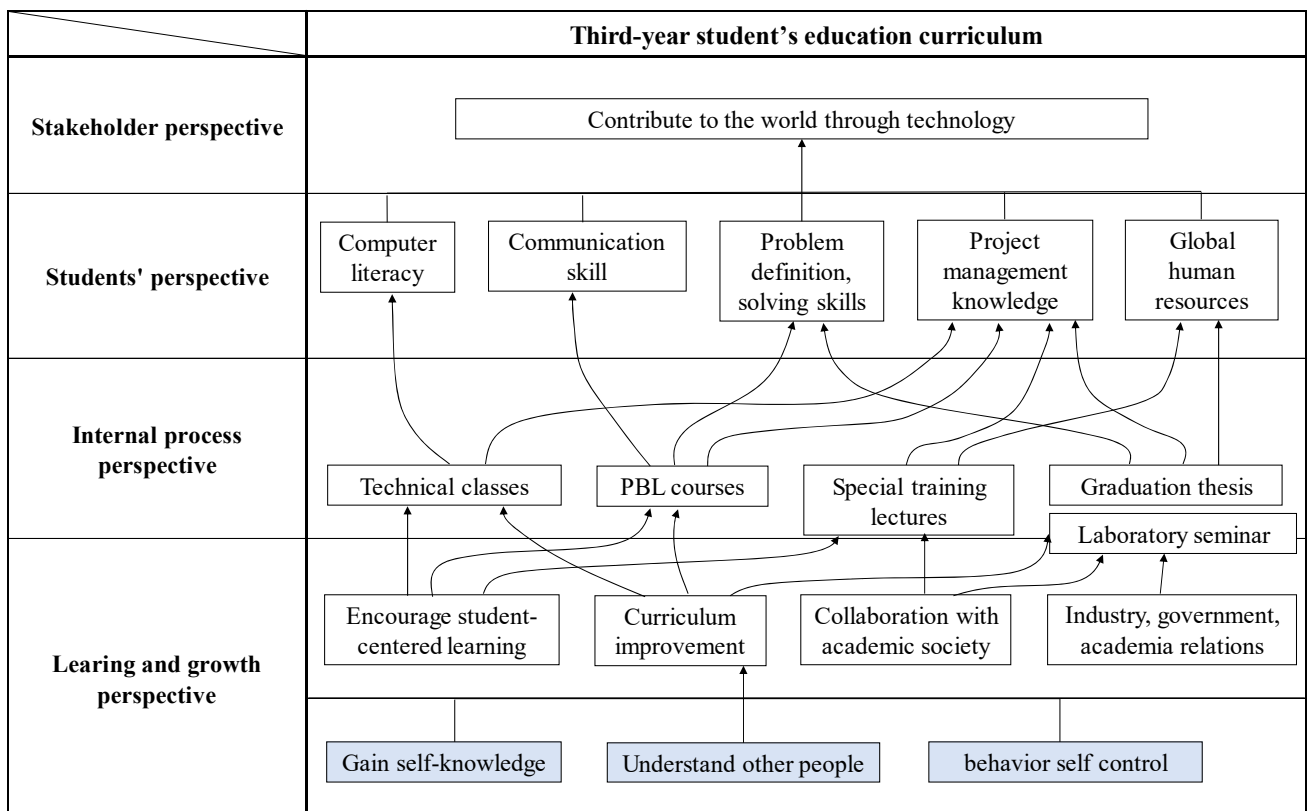 Third-year student's education curriculum
Stakeholder perspective
Contribute to the world through technology
Students' perspective
Computer
literacy
Communication
skill
Problem
definition,
solving skills
Project
management
knowledge
Global
human
resources
Internal process
perspective
Technical classes
PBL courses
Special training
lectures
Graduation thesis
Laboratory seminar
Learing and growth
perspective
Encourage student-
centered learning
Curriculum
improvement
Collaboration with
academic society
Industry, government,
academia relations
Gain self-knowledge
Understand other people
behavior self control